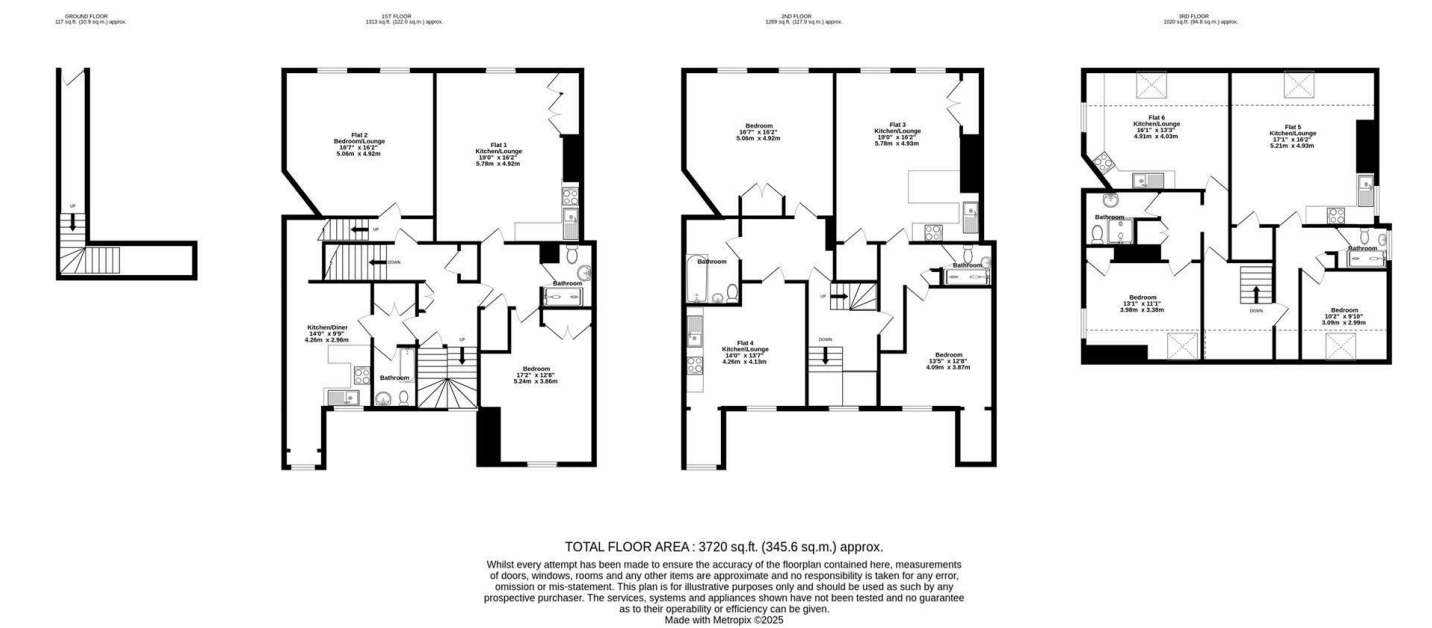 GROUND FLOOR
117 sq.ft. (10.9 sq.m.) approx.
1ST FLOOR
1313 sq.ft. (122.0 sq.m.) approx.
2ND FLOOR
1269 sq.ft. (117.9 sq.m.) approx.
3RD FLOOR
1020 sq.ft. (94.8 sq.m.) approx.
UP
Flat 2
Bedroom/Lounge
16'7" x 16'2"
5.06m x 4.92m
Flat 1
Kitchen/Lounge
19'0" x 16'2"
5.78m x 4.92m
UP
DOWN
Bathroom
Kitchen/Diner
14'0" x 9'9"
4.26m x 2.96m
UP
Bathroom
Bedroom
17'2" x 12'8"
5.24m x 3.86m
Bedroom
16'7" x 16'2"
5.06m x 4.92m
Flat 3
Kitchen/Lounge
19'0" x 16'2"
5.78m x 4.93m
Bathroom
Bathroom
UP
DOWN
Flat 4
Kitchen\Lounge
14'0" x 13'7"
4.26m x 4.13m
Bedroom
13'5" x 12'8"
4.09m x 3.87m
Flat 6
Kitchen/Lounge
16'1" x 13'3"
4.91m x 4.03m
Flat 5
Kitchen/Lounge
17'1" x 16'2"
5.21m x 4.93m
Bathroom
Bathroom
Bedroom
13'1" x 11'1"
3.98m x 3.38m
DOWN
Bedroom
10'2" x 9'10"
3.09m x 2.99m
TOTAL FLOOR AREA : 3720 sq.ft. (345.6 sq.m.) approx.
Whilst every attempt has been made to ensure the accuracy of the floorplan contained here, measurements
of doors, windows, rooms and any other items are approximate and no responsibility is taken for any error,
omission or mis-statement. This plan is for illustrative purposes only and should be used as such by any
prospective purchaser. The services, systems and appliances shown have not been tested and no guarantee
as to their operability or efficiency can be given.
Made with Metropix ©2025